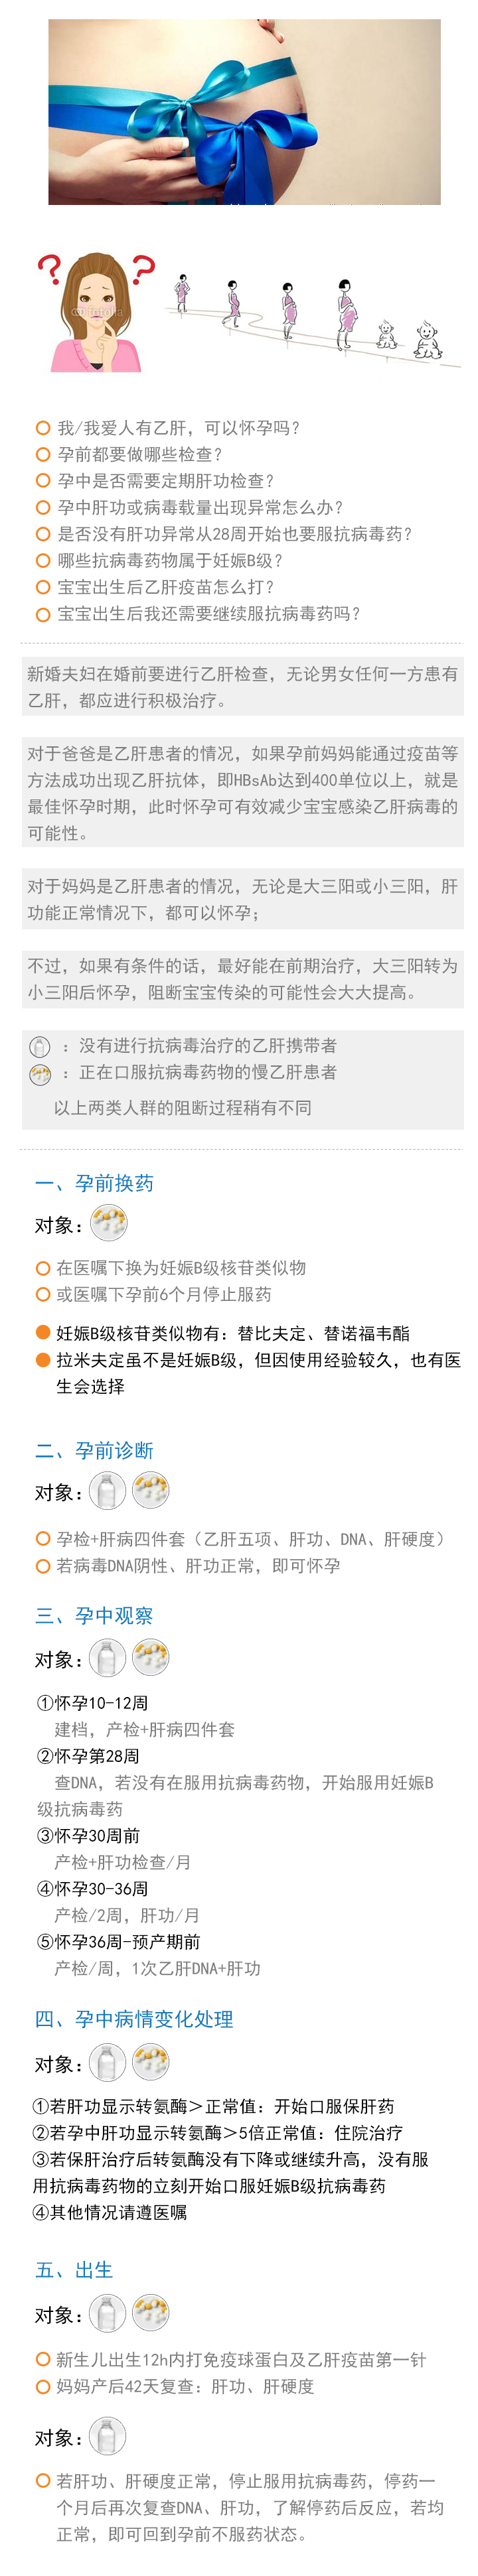 我/我爱人有乙肝，可以怀孕吗？
孕前都要做哪些检查？
孕中是否需要定期肝功检查？
孕中肝功或病毒载量出现异常怎么办？
是否没有肝功异常从28周开始也要服抗病毒药？
哪些抗病毒药物属于妊娠B级？
宝宝出生后乙肝疫苗怎么打？
宝宝出生后我还需要继续服抗病毒药吗？
新婚夫妇在婚前要进行乙肝检查，无论男女任何一方患有
乙肝，都应进行积极治疗。
对于爸爸是乙肝患者的情况，如果孕前妈妈能通过疫苗等
方法成功出现乙肝抗体，即HBsAb达到400单位以上，就是
最佳怀孕时期，此时怀孕可有效减少宝宝感染乙肝病毒的
可能性。
对于妈妈是乙肝患者的情况，无论是大三阳或小三阳，肝
功能正常情况下，都可以怀孕；
不过，如果有条件的话，最好能在前期治疗，大三阳转为
小三阳后怀孕，阻断宝宝传染的可能性会大大提高。
：没有进行抗病毒治疗的乙肝携带者
：正在口服抗病毒药物的慢乙肝患者
以上两类人群的阻断过程稍有不同
一、孕前换药
对象：
在医嘱下换为妊娠B级核苷类似物
或医嘱下孕前6个月停止服药
妊娠B级核苷类似物有：替比夫定、替诺福韦酯
拉米夫定虽不是妊娠B级，但因使用经验较久，也有医
生会选择
二、孕前诊断
对象：
孕检+肝病四件套（乙肝五项、肝功、DNA、肝硬度）
若病毒DNA阴性、肝功正常，即可怀孕
三、孕中观察
对象：
①怀孕10-12周
建档，产检+肝病四件套
②怀孕第28周
查DNA，若没有在服用抗病毒药物，开始服用妊娠B
级抗病毒药
③怀孕30周前
产检+肝功检查/月
④怀孕30-36周
产检/2周，肝功/月
⑤怀孕36周-预产期前
产检/周，1次乙肝DNA+肝功
四、孕中病情变化处理
对象：
①若肝功显示转氨酶＞正常值：开始口服保肝药
②若孕中肝功显示转氨酶＞5倍正常值：住院治疗
③若保肝治疗后转氨酶没有下降或继续升高，没有服
用抗病毒药物的立刻开始口服妊娠B级抗病毒药
④其他情况请遵医嘱
五、出生
对象：
新生儿出生12h内打免疫球蛋白及乙肝疫苗第一针
妈妈产后42天复查：肝功、肝硬度
对象：
若肝功、肝硬度正常，停止服用抗病毒药，停药一
个月后再次复查DNA、肝功，了解停药后反应，若均
正常，即可回到孕前不服药状态。